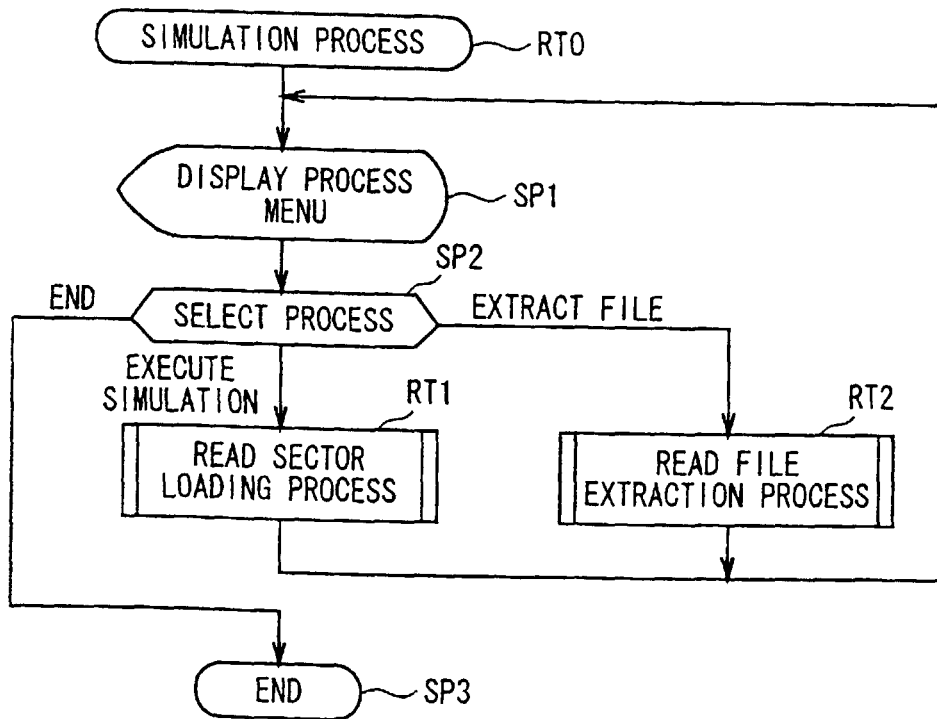 SIMULATION PROCESS
RT0
DISPLAY PROCESS
MENU
SP1
SP2
END
SELECT PROCESS
EXTRACT FILE
EXECUTE
SIMULATION
RT1
RT2
READ SECTOR
LOADING PROCESS
READ FILE
EXTRACTION PROCESS
END
SP3